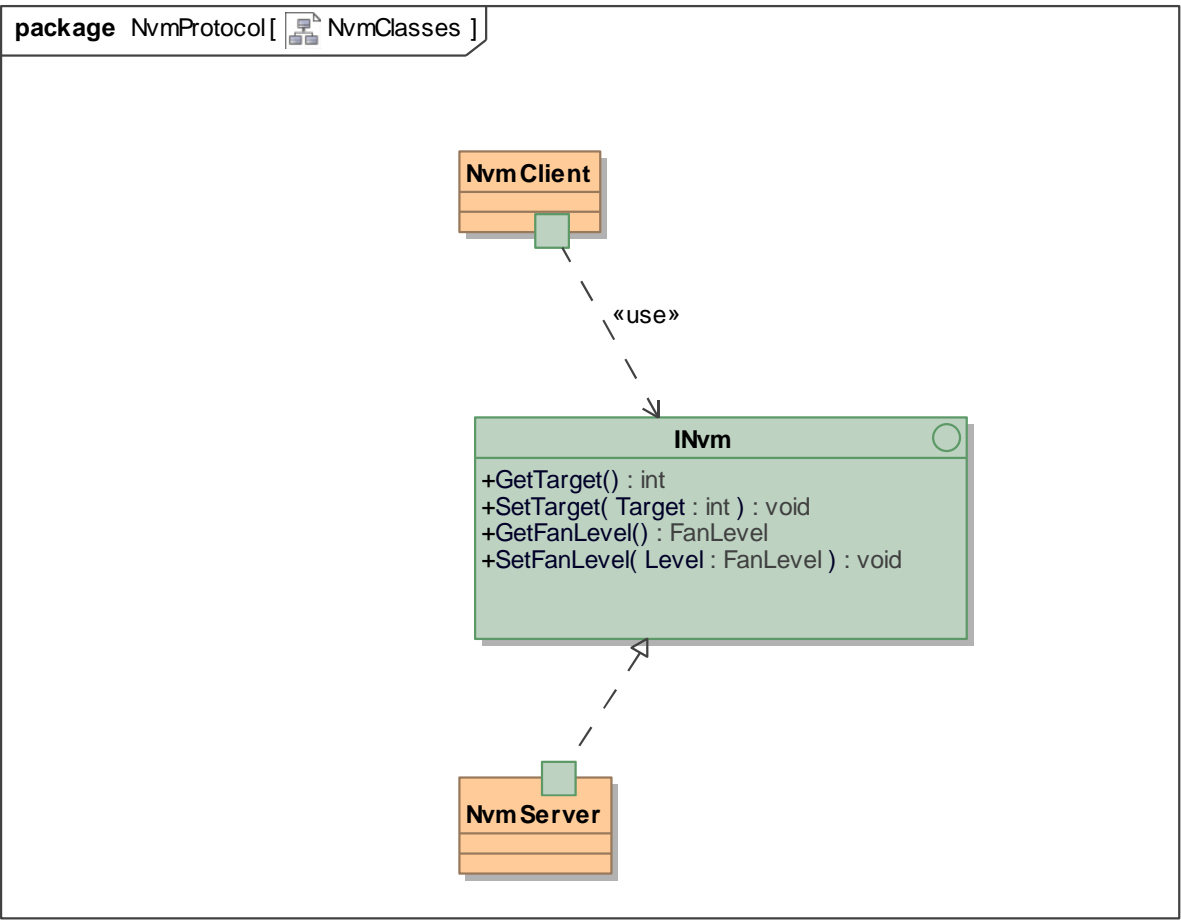 package NvmProtocol[ NvmClasses ]
NvmClient
«use»
INvm
+GetTarget() : int
+SetTarget( Target : int ) : void
+GetFanLevel() : FanLevel
+SetFanLevel( Level : FanLevel ) : void
NvmServer